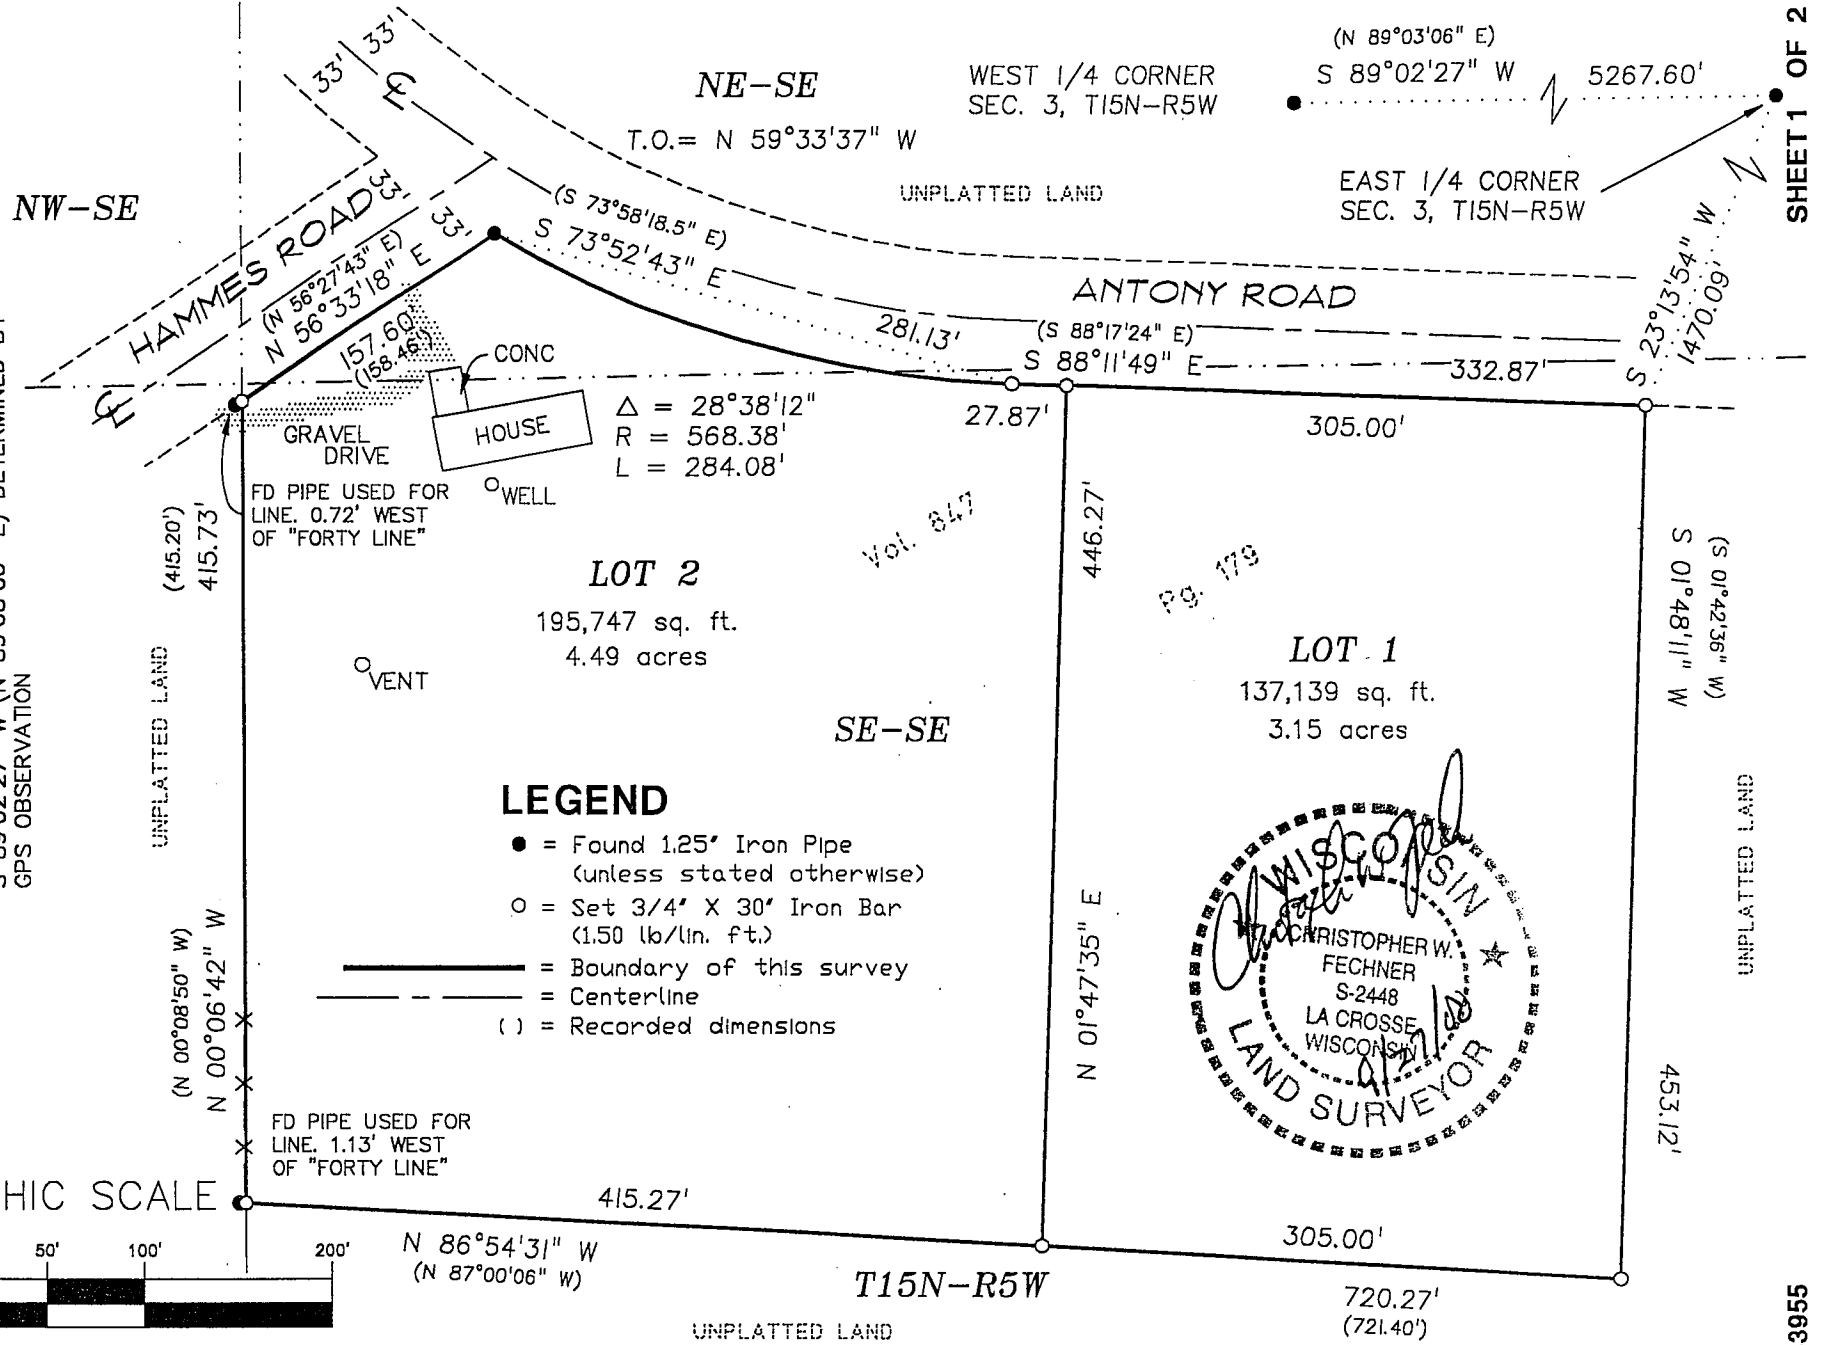 33'
33'
℄
NE-SE
T.O.= N 59°33'37" W
UNPLATTED LAND
WEST 1/4 CORNER
SEC. 3, T15N-R5W
(N 89°03'06" E)
S 89°02'27" W
5267.60'
EAST 1/4 CORNER
SEC. 3, T15N-R5W
SHEET 1 OF 2
NW-SE
HAMMES ROAD
33'
33'
(N 56°27'43" E)
N 56°33'18" E
157.60'
(158.46')
(S 73°58'18.5" E)
S 73°52'43" E
281.13'
ANTONY ROAD
(S 88°17'24" E)
S 88°11'49" E
332.87'
S 23°13'54" W
1470.09'
℄
CONC
HOUSE
GRAVEL
DRIVE
Δ = 28°38'12"
R = 568.38'
L = 284.08'
27.87'
305.00'
FD PIPE USED FOR
LINE. 0.72' WEST
OF "FORTY LINE"
WELL
(415.20')
415.73'
Vol. 847
446.27'
Pg. 179
(S 01°42'36" W)
S 01°48'11" W
LOT 2
195,747 sq. ft.
4.49 acres
VENT
LOT 1
137,139 sq. ft.
3.15 acres
SE-SE
UNPLATTED LAND
GPS OBSERVATION
UNPLATTED LAND
LEGEND
● = Found 1.25" Iron Pipe
(unless stated otherwise)
○ = Set 3/4" X 30" Iron Bar
(1.50 lb/lin. ft.)
= Boundary of this survey
= Centerline
( ) = Recorded dimensions
(N 00°08'50" W)
N 00°06'42" W
N 01°47'35" E
WISCONSIN
CHRISTOPHER W.
FECHNER
S-2448
LA CROSSE
WISCONSIN
LAND SURVEYOR
453.12'
FD PIPE USED FOR
LINE. 1.13' WEST
OF "FORTY LINE"
HIC SCALE
50'
100'
200'
415.27'
N 86°54'31" W
(N 87°00'06" W)
305.00'
T15N-R5W
720.27'
(721.40')
UNPLATTED LAND
3955